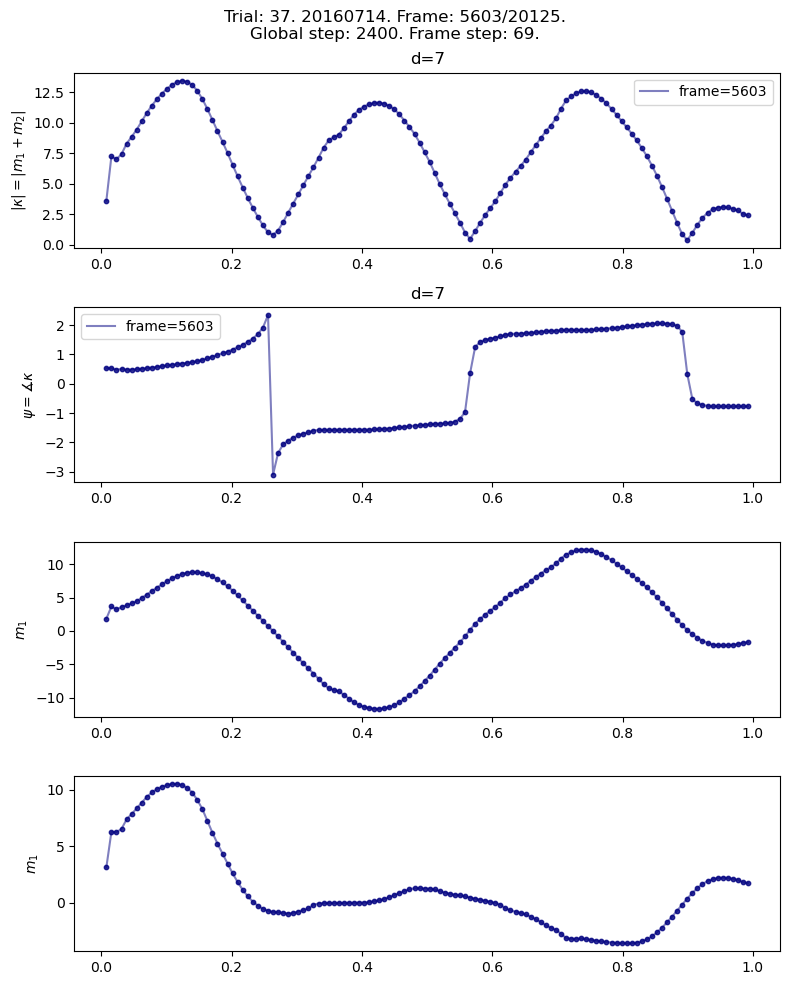 Trial: 37. 20160714. Frame: 5603/20125.
Global step: 2400. Frame step: 69.
d=7
|κ| = |m₁ + m₂|
12.5
10.0
7.5
5.0
2.5
0.0
frame=5603
0.0 0.2 0.4 0.6 0.8 1.0
d=7
ψ = ∡κ
2
1
0
−1
−2
−3
frame=5603
0.0 0.2 0.4 0.6 0.8 1.0
m₁
10
5
0
−5
−10
0.0 0.2 0.4 0.6 0.8 1.0
m₁
10
5
0
0.0 0.2 0.4 0.6 0.8 1.0